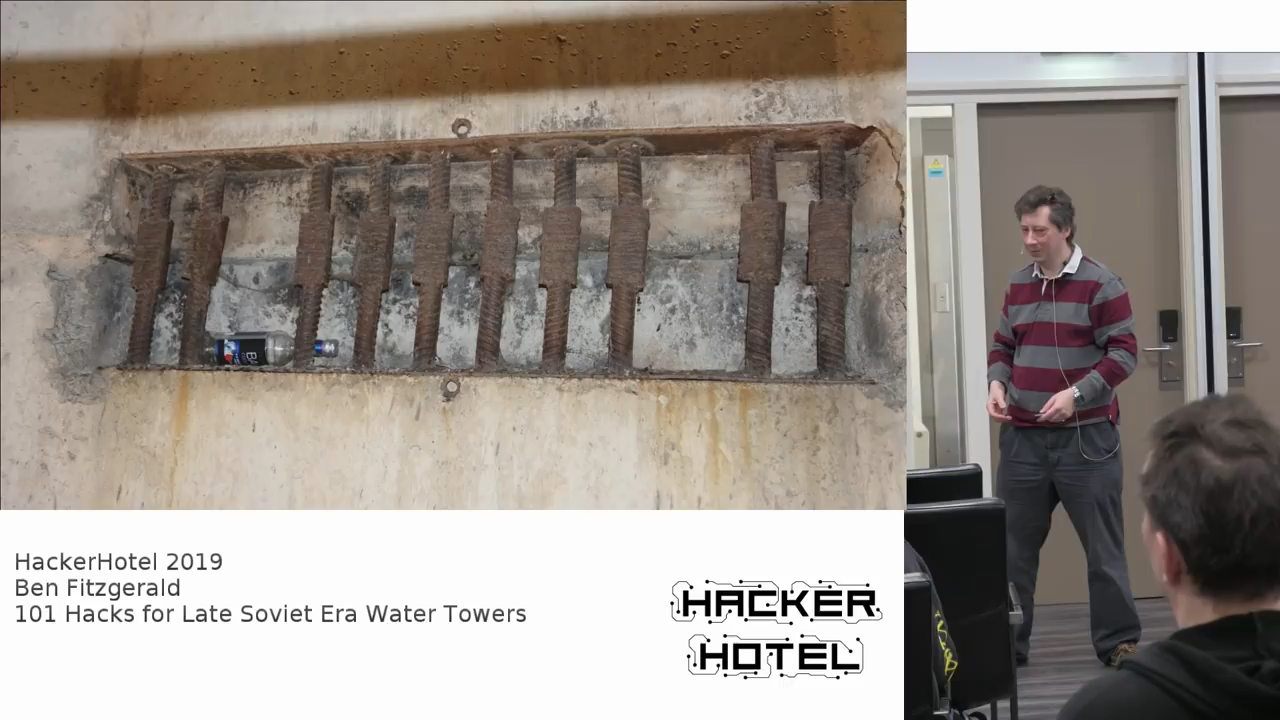 HackerHotel 2019
Ben Fitzgerald
101 Hacks for Late Soviet Era Water Towers
HACKER
HOTEL